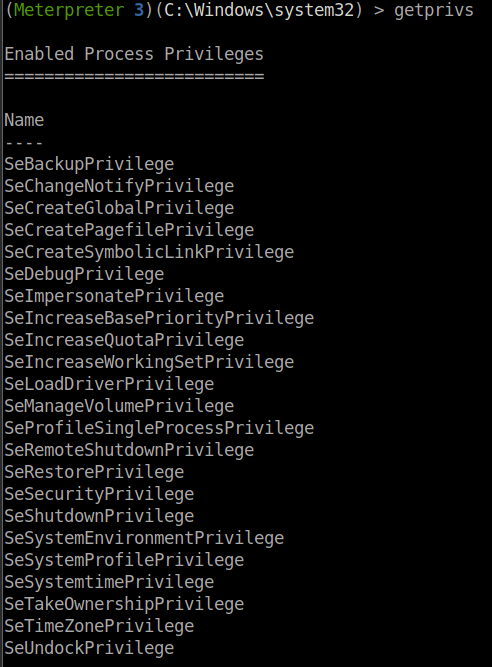 (Meterpreter 3)(C:\Windows\system32) > getprivs
Enabled Process Privileges
==========================
Name
----
SeBackupPrivilege
SeChangeNotifyPrivilege
SeCreateGlobalPrivilege
SeCreatePagefilePrivilege
SeCreateSymbolicLinkPrivilege
SeDebugPrivilege
SeImpersonatePrivilege
SeIncreaseBasePriorityPrivilege
SeIncreaseQuotaPrivilege
SeIncreaseWorkingSetPrivilege
SeLoadDriverPrivilege
SeManageVolumePrivilege
SeProfileSingleProcessPrivilege
SeRemoteShutdownPrivilege
SeRestorePrivilege
SeSecurityPrivilege
SeShutdownPrivilege
SeSystemEnvironmentPrivilege
SeSystemProfilePrivilege
SeSystemtimePrivilege
SeTakeOwnershipPrivilege
SeTimeZonePrivilege
SeUndockPrivilege